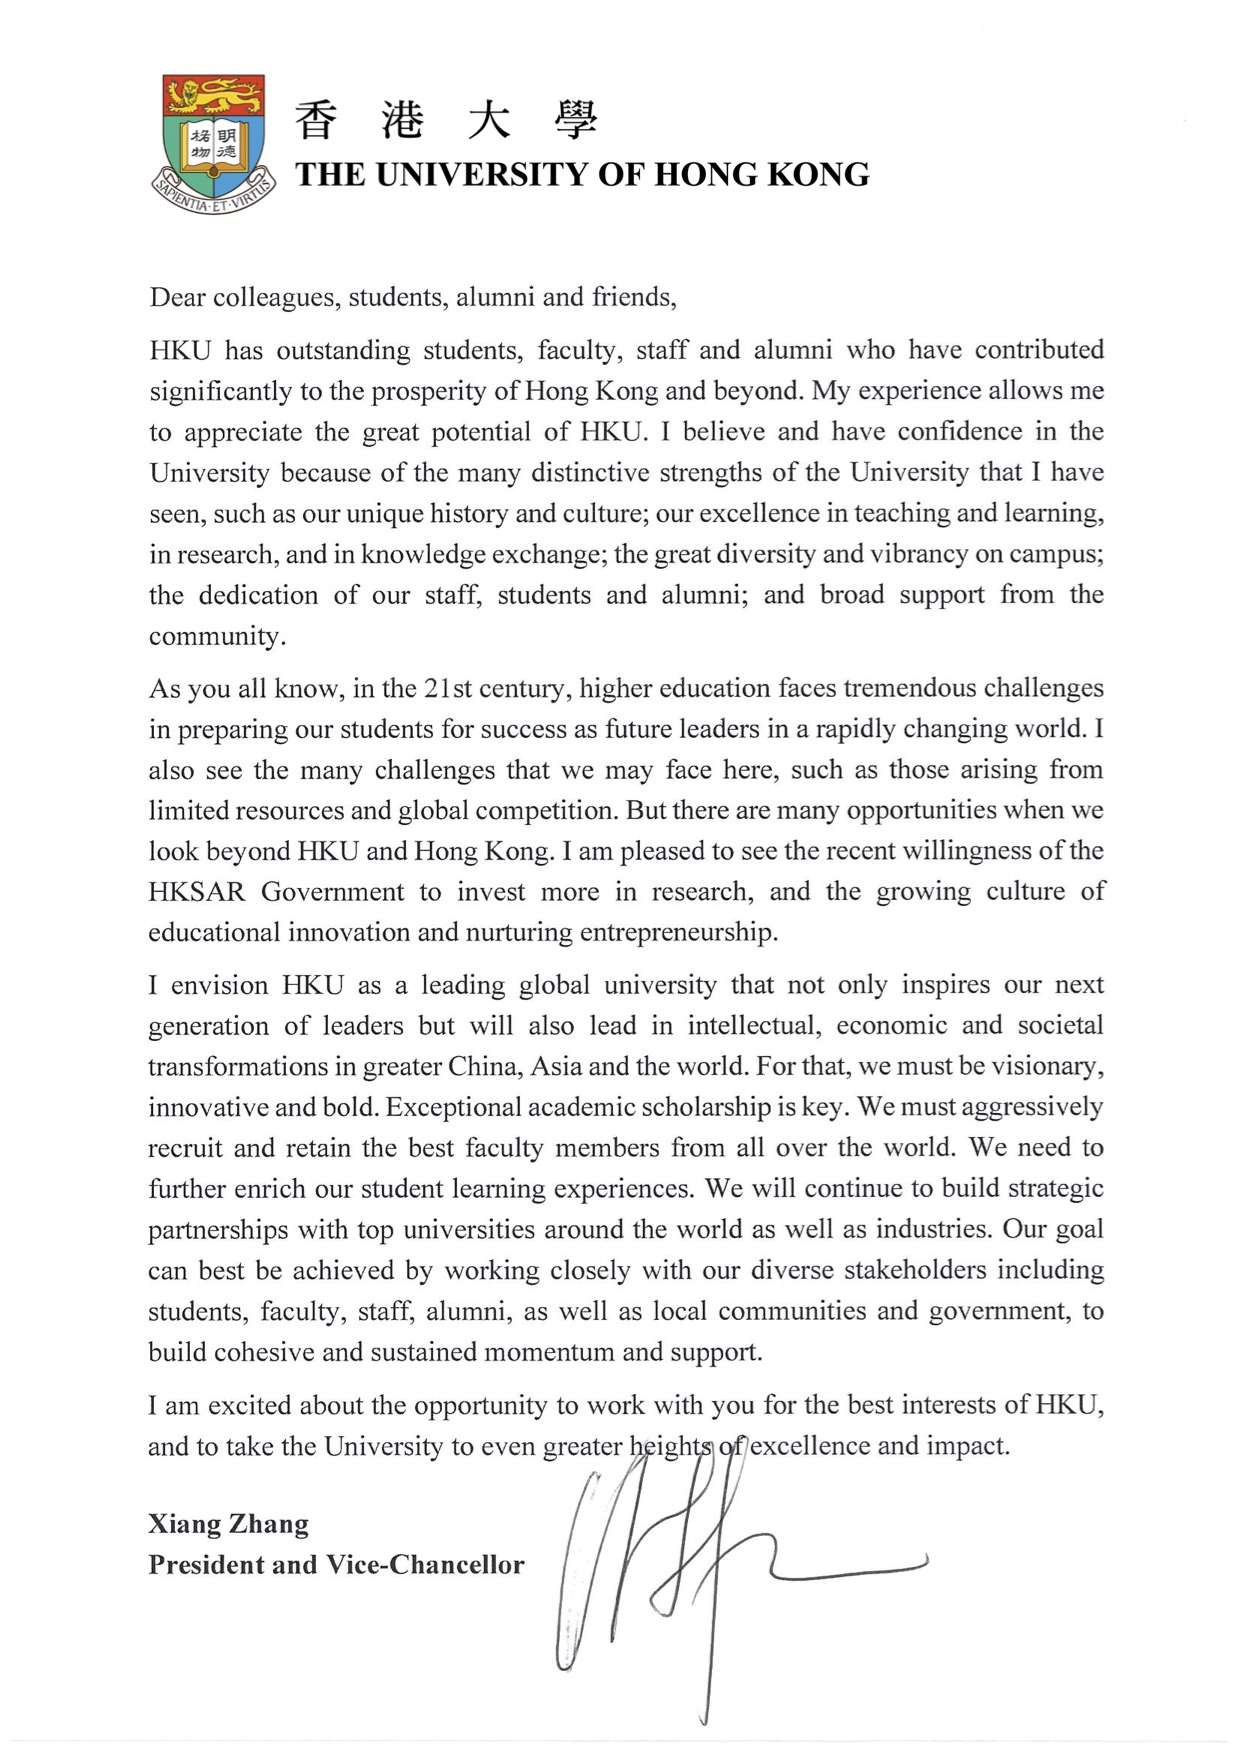 香港大學
THE UNIVERSITY OF HONG KONG
格物 明德
SAPIENTIA·ET·VIRTUS
Dear colleagues, students, alumni and friends,
HKU has outstanding students, faculty, staff and alumni who have contributed
significantly to the prosperity of Hong Kong and beyond. My experience allows me
to appreciate the great potential of HKU. I believe and have confidence in the
University because of the many distinctive strengths of the University that I have
seen, such as our unique history and culture; our excellence in teaching and learning,
in research, and in knowledge exchange; the great diversity and vibrancy on campus;
the dedication of our staff, students and alumni; and broad support from the
community.
As you all know, in the 21st century, higher education faces tremendous challenges
in preparing our students for success as future leaders in a rapidly changing world. I
also see the many challenges that we may face here, such as those arising from
limited resources and global competition. But there are many opportunities when we
look beyond HKU and Hong Kong. I am pleased to see the recent willingness of the
HKSAR Government to invest more in research, and the growing culture of
educational innovation and nurturing entrepreneurship.
I envision HKU as a leading global university that not only inspires our next
generation of leaders but will also lead in intellectual, economic and societal
transformations in greater China, Asia and the world. For that, we must be visionary,
innovative and bold. Exceptional academic scholarship is key. We must aggressively
recruit and retain the best faculty members from all over the world. We need to
further enrich our student learning experiences. We will continue to build strategic
partnerships with top universities around the world as well as industries. Our goal
can best be achieved by working closely with our diverse stakeholders including
students, faculty, staff, alumni, as well as local communities and government, to
build cohesive and sustained momentum and support.
I am excited about the opportunity to work with you for the best interests of HKU,
and to take the University to even greater heights of excellence and impact.
Xiang Zhang
President and Vice-Chancellor